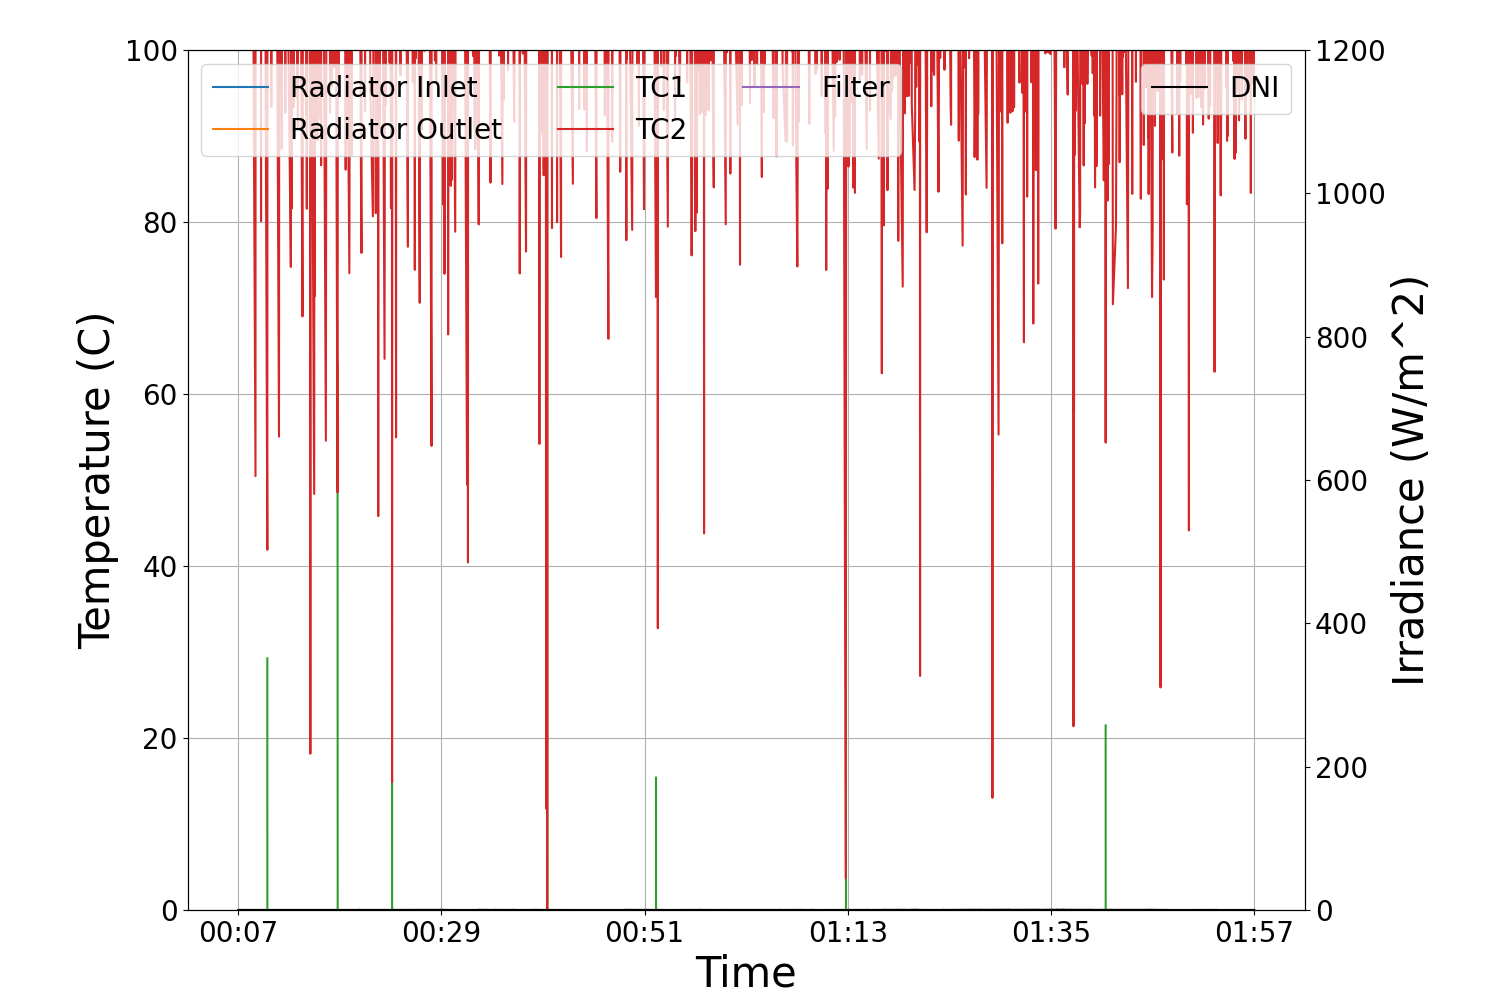 100
80
60
40
20
0
Temperature (C)
Radiator Inlet
Radiator Outlet
TC1
TC2
Filter
DNI
1200
1000
800
600
400
200
0
Irradiance (W/m^2)
00:07 00:29 00:51 01:13 01:35 01:57
Time